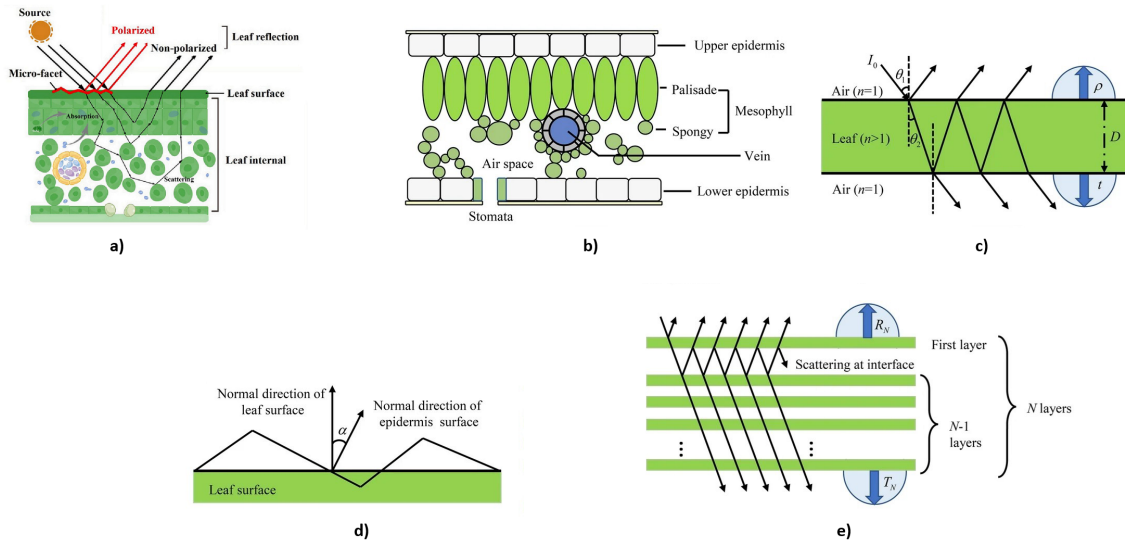 Source
Polarized
Non-polarized
Leaf reflection
Micro-facet
Leaf surface
Absorption
Leaf internal
Scattering
a)
Upper epidermis
Palisade
Mesophyll
Spongy
Air space
Vein
Lower epidermis
Stomata
b)
I₀
θ₁
Air (n=1)
ρ
Leaf (n>1)
θ₂
D
Air (n=1)
t
c)
Normal direction of
leaf surface
Normal direction of
epidermis surface
α
Leaf surface
d)
R_N
First layer
Scattering at interface
N layers
N-1
layers
T_N
e)